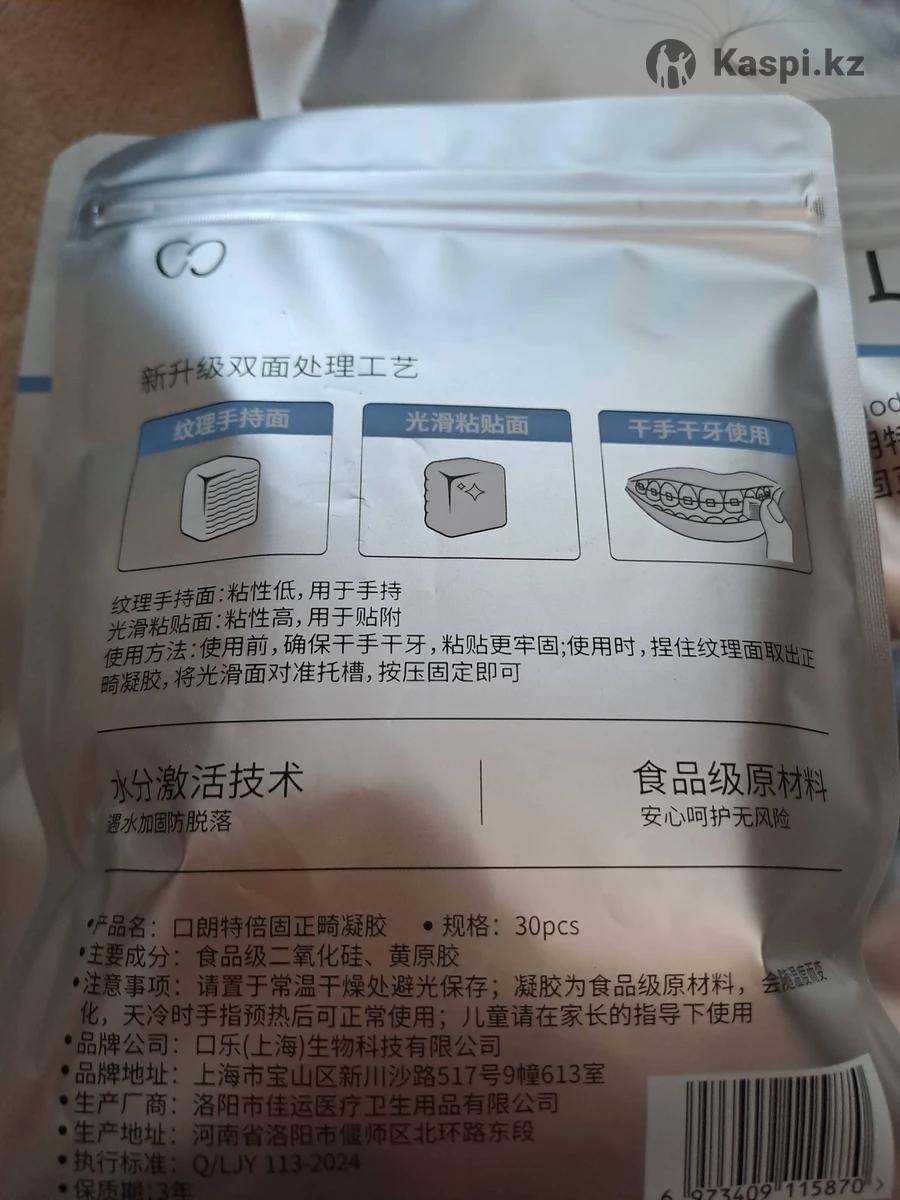 Kaspi.kz
新升级双面处理工艺
纹理手持面
光滑粘贴面
干手干牙使用
纹理手持面:粘性低,用于手持
光滑粘贴面:粘性高,用于贴附
使用方法:使用前,确保干手干牙,粘贴更牢固;使用时,捏住纹理面取出正
畸凝胶,将光滑面对准托槽,按压固定即可
水分激活技术
遇水加固防脱落
食品级原材料
安心呵护无风险
•产品名:口朗特倍固正畸凝胶 •规格:30pcs
•主要成分:食品级二氧化硅、黄原胶
•注意事项:请置于常温干燥处避光保存;凝胶为食品级原材料,会随温度而变
化,天冷时手指预热后可正常使用;儿童请在家长的指导下使用
•品牌公司:口乐(上海)生物科技有限公司
•品牌地址:上海市宝山区新川沙路517号9幢613室
•生产厂商:洛阳市佳运医疗卫生用品有限公司
•生产地址:河南省洛阳市偃师区北环路东段
•执行标准:Q/LJY 113-2024
•保质期:3年
6 973409 115870 >